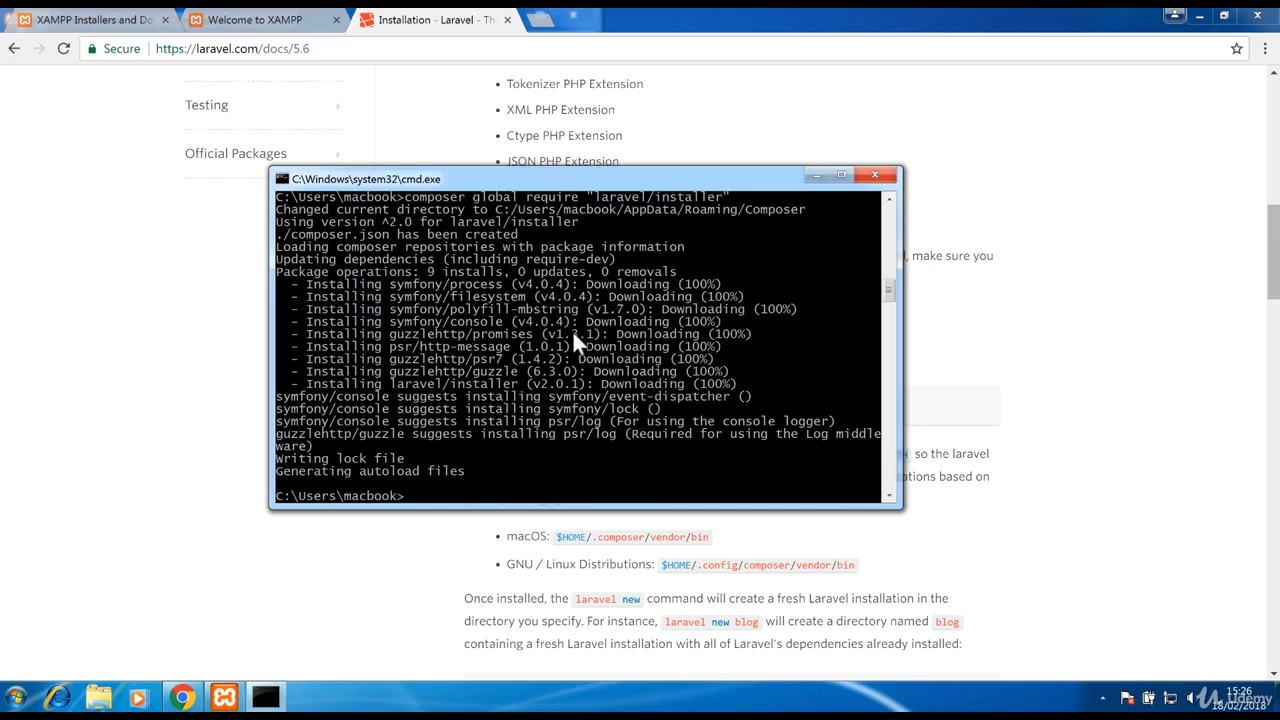 XAMPP Installers and Do
Welcome to XAMPP
Installation - Laravel - Th
Secure
https://laravel.com/docs/5.6
Testing
Official Packages
Tokenizer PHP Extension
XML PHP Extension
Ctype PHP Extension
JSON PHP Extension
C:\Windows\system32\cmd.exe
C:\Users\macbook>composer global require "laravel/installer"
Changed current directory to C:/Users/macbook/AppData/Roaming/Composer
Using version ^2.0 for laravel/installer
./composer.json has been created
Loading composer repositories with package information
Updating dependencies (including require-dev)
Package operations: 9 installs, 0 updates, 0 removals
- Installing symfony/process (v4.0.4): Downloading (100%)
- Installing symfony/filesystem (v4.0.4): Downloading (100%)
- Installing symfony/polyfill-mbstring (v1.7.0): Downloading (100%)
- Installing symfony/console (v4.0.4): Downloading (100%)
- Installing guzzlehttp/promises (v1.3.1): Downloading (100%)
- Installing psr/http-message (1.0.1): Downloading (100%)
- Installing guzzlehttp/psr7 (1.4.2): Downloading (100%)
- Installing guzzlehttp/guzzle (6.3.0): Downloading (100%)
- Installing laravel/installer (v2.0.1): Downloading (100%)
symfony/console suggests installing symfony/event-dispatcher ()
symfony/console suggests installing symfony/lock ()
symfony/console suggests installing psr/log (For using the console logger)
guzzlehttp/guzzle suggests installing psr/log (Required for using the Log middle
ware)
Writing lock file
Generating autoload files
C:\Users\macbook>
, make sure you
so the laravel
ations based on
macOS: $HOME/.composer/vendor/bin
GNU / Linux Distributions: $HOME/.config/composer/vendor/bin
Once installed, the laravel new command will create a fresh Laravel installation in the
directory you specify. For instance, laravel new blog will create a directory named blog
containing a fresh Laravel installation with all of Laravel's dependencies already installed:
15:26
18/02/2018
Udemy